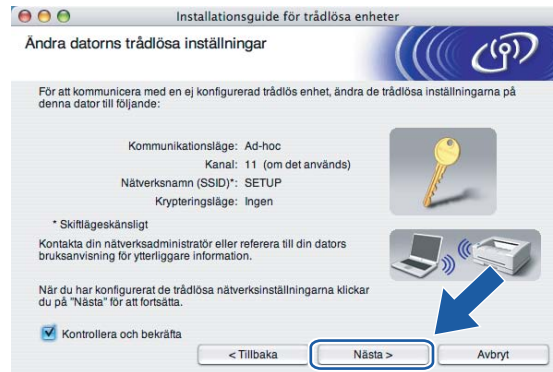 Installationsguide för trådlösa enheter
Ändra datorns trådlösa inställningar
För att kommunicera med en ej konfigurerad trådlös enhet, ändra de trådlösa inställningarna på
denna dator till följande:
Kommunikationsläge: Ad-hoc
Kanal: 11 (om det används)
Nätverksnamn (SSID)*: SETUP
Krypteringsläge: Ingen
* Skiftlägeskänsligt
Kontakta din nätverksadministratör eller referera till din dators
bruksanvisning för ytterliggare information.
När du har konfigurerat de trådlösa nätverksinställningarna klickar
du på "Nästa" för att fortsätta.
Kontrollera och bekräfta
< Tillbaka Nästa > Avbryt